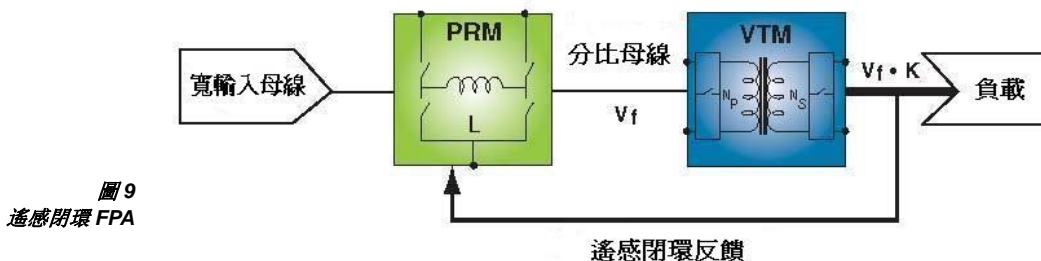 PRM
VTM
寬輸入母線
分比母線
Vf
L
NP
NS
Vf • K
負載
圖 9
遙感閉環 FPA
遙感閉環反饋